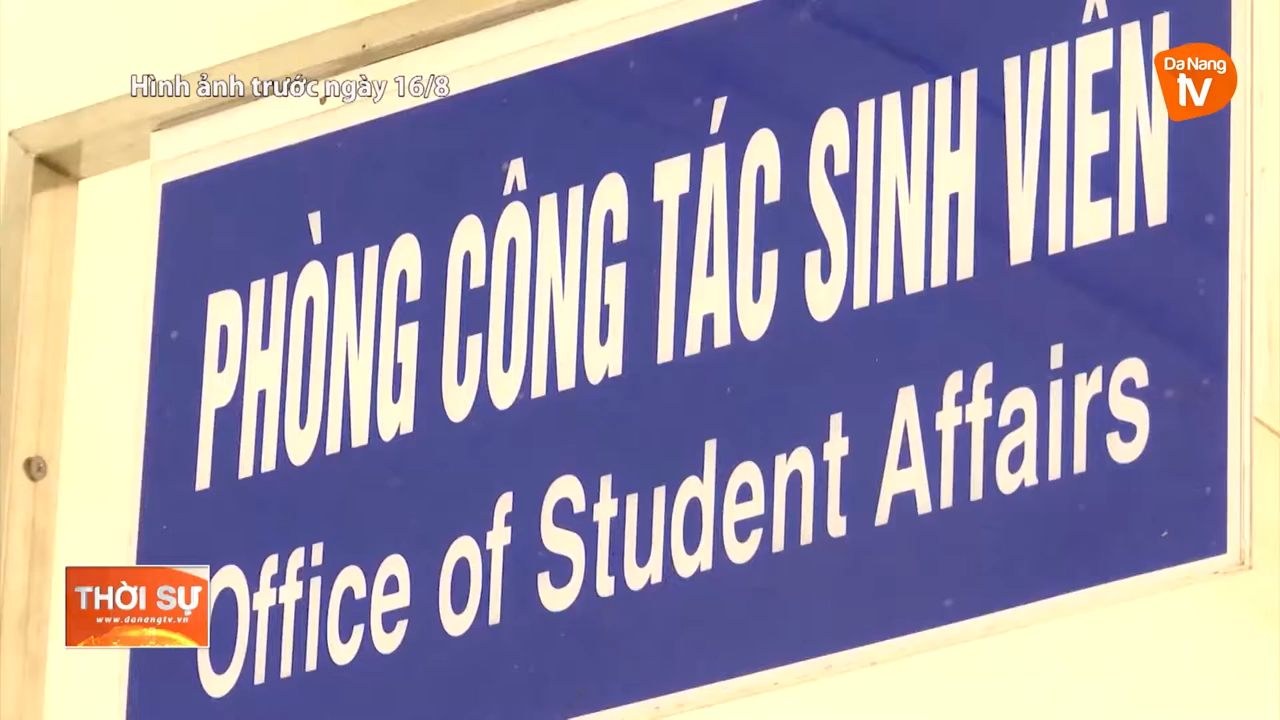 Hình ảnh trước ngày 16/8
Da Nang
tv
PHÒNG CÔNG TÁC SINH VIÊN
Office of Student Affairs
THỜI SỰ
www.danangtv.vn